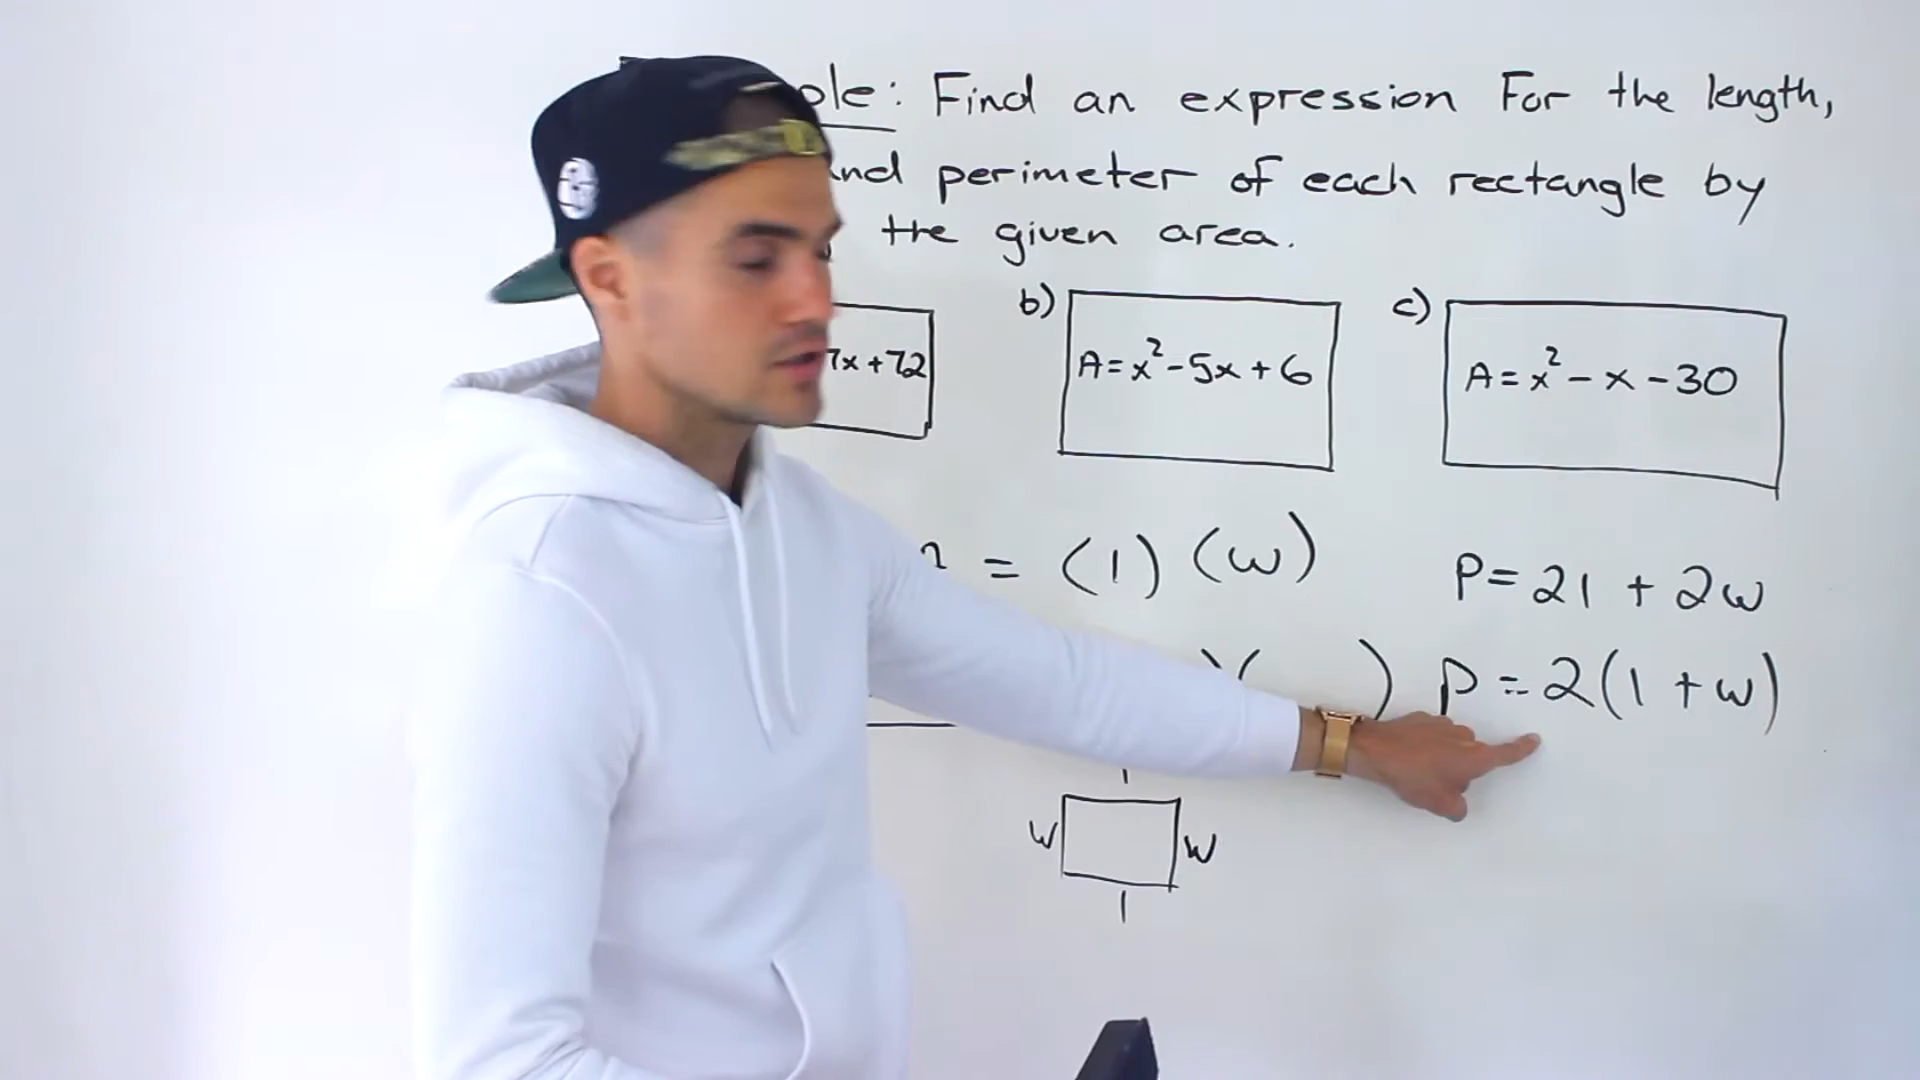 ole: Find an expression For the length,
and perimeter of each rectangle by
the given area.
7x + 72
b) A = x² - 5x + 6
c) A = x² - x - 30
= (l) (w)
P = 2l + 2w
)( )
P = 2(l + w)
l
w w
l